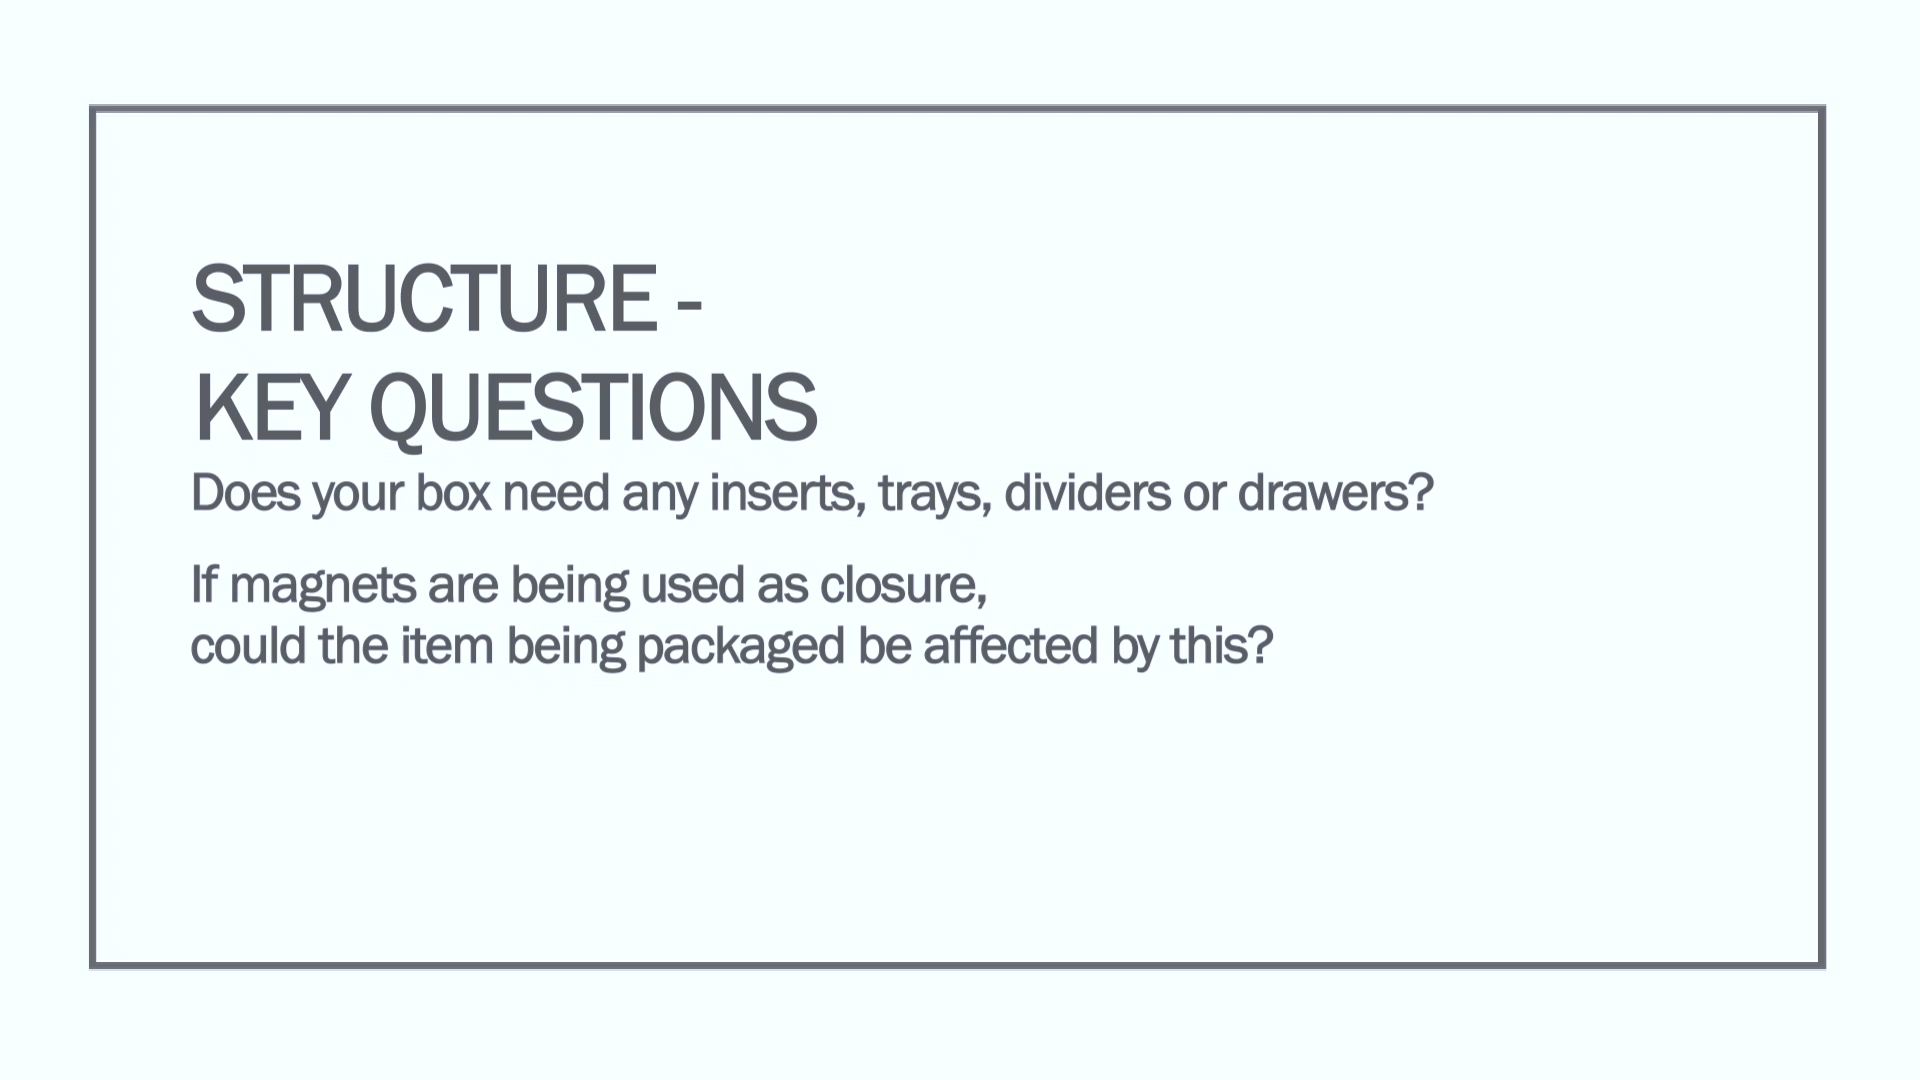 STRUCTURE -
KEY QUESTIONS
Does your box need any inserts, trays, dividers or drawers?
If magnets are being used as closure,
could the item being packaged be affected by this?